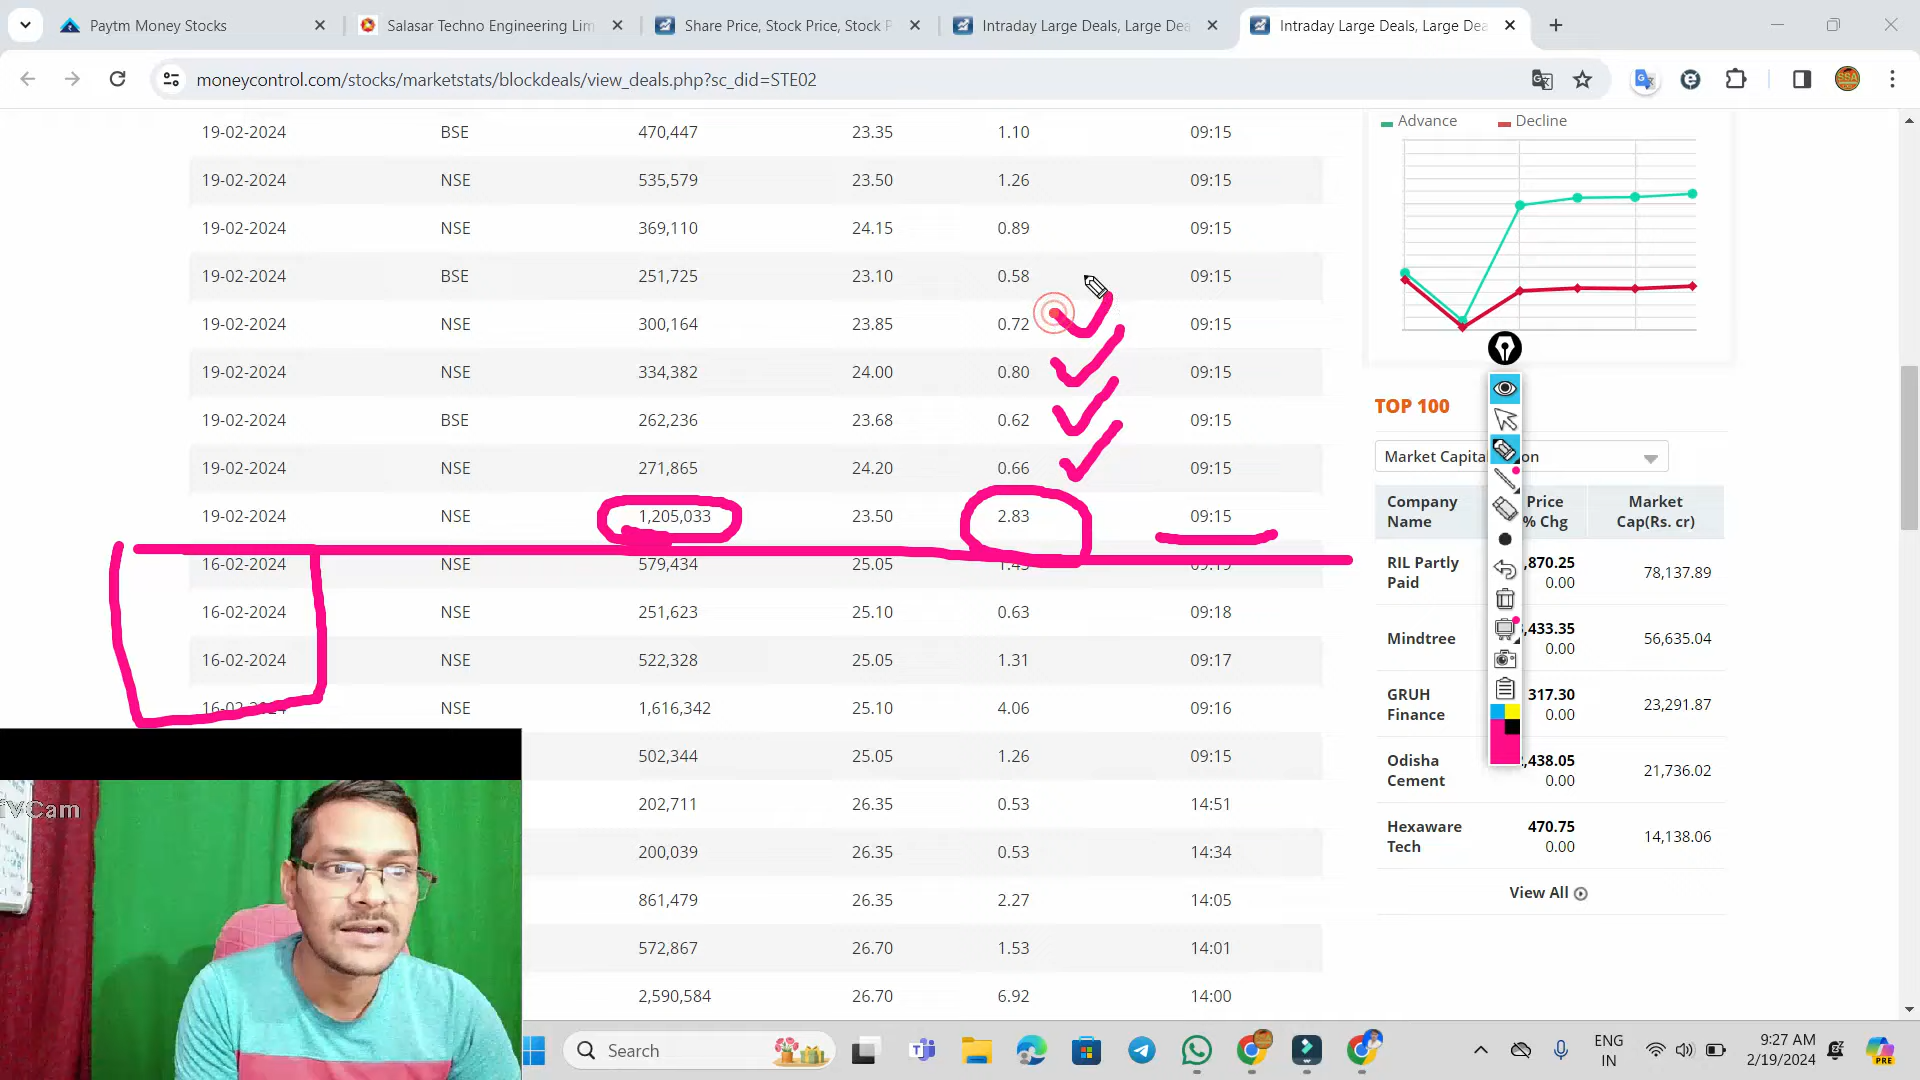 Paytm Money Stocks
Salasar Techno Engineering Lim
Share Price, Stock Price, Stock P
Intraday Large Deals, Large Dea
Intraday Large Deals, Large Dea
moneycontrol.com/stocks/marketstats/blockdeals/view_deals.php?sc_did=STE02
19-02-2024 BSE 470,447 23.35 1.10 09:15
19-02-2024 NSE 535,579 23.50 1.26 09:15
19-02-2024 NSE 369,110 24.15 0.89 09:15
19-02-2024 BSE 251,725 23.10 0.58 09:15
19-02-2024 NSE 300,164 23.85 0.72 09:15
19-02-2024 NSE 334,382 24.00 0.80 09:15
19-02-2024 BSE 262,236 23.68 0.62 09:15
19-02-2024 NSE 271,865 24.20 0.66 09:15
19-02-2024 NSE 1,205,033 23.50 2.83 09:15
16-02-2024 NSE 579,434 25.05 1.45 09:19
16-02-2024 NSE 251,623 25.10 0.63 09:18
16-02-2024 NSE 522,328 25.05 1.31 09:17
16-02-2024 NSE 1,616,342 25.10 4.06 09:16
502,344 25.05 1.26 09:15
202,711 26.35 0.53 14:51
200,039 26.35 0.53 14:34
861,479 26.35 2.27 14:05
572,867 26.70 1.53 14:01
2,590,584 26.70 6.92 14:00
Advance Decline
TOP 100
Market Capita on
Company Name Price % Chg Market Cap(Rs. cr)
RIL Partly Paid ,870.25 0.00 78,137.89
Mindtree ,433.35 0.00 56,635.04
GRUH Finance 317.30 0.00 23,291.87
Odisha Cement ,438.05 0.00 21,736.02
Hexaware Tech 470.75 0.00 14,138.06
View All
VCam
Search
ENG
IN
9:27 AM
2/19/2024
PRE